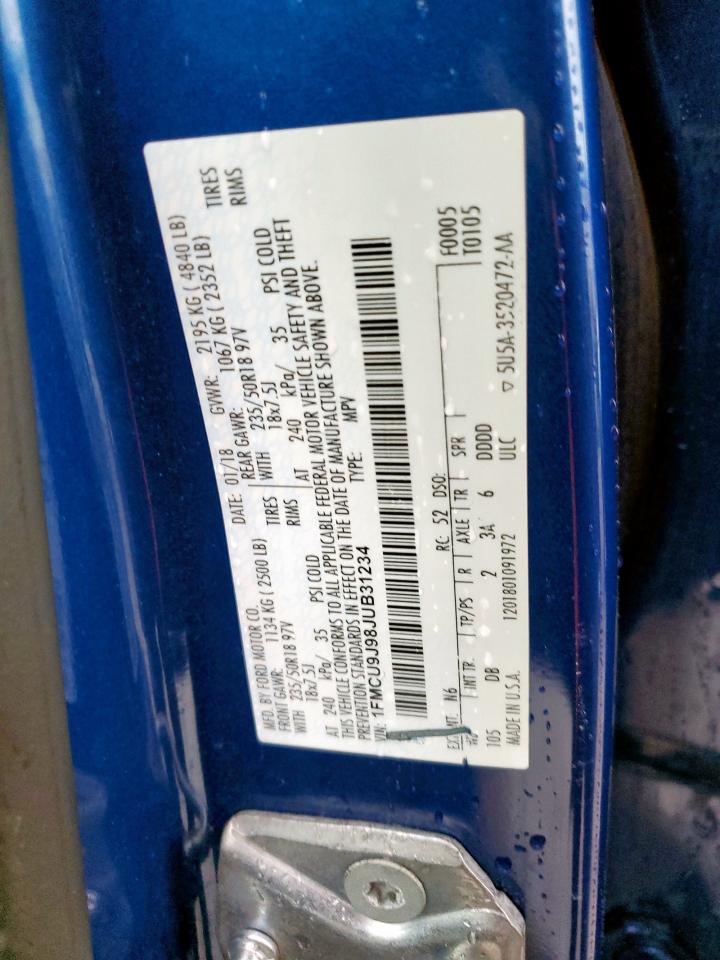 MFD. BY FORD MOTOR CO.
DATE: 01/18 GVWR: 2195 KG ( 4840 LB)
FRONT GAWR: 1134 KG ( 2500 LB) REAR GAWR: 1067 KG ( 2352 LB)
WITH 235/50R18 97V TIRES WITH 235/50R18 97V TIRES
18x7.5J RIMS 18x7.5J RIMS
AT 240 kPa/ 35 PSI COLD AT 240 kPa/ 35 PSI COLD
THIS VEHICLE CONFORMS TO ALL APPLICABLE FEDERAL MOTOR VEHICLE SAFETY AND THEFT
PREVENTION STANDARDS IN EFFECT ON THE DATE OF MANUFACTURE SHOWN ABOVE.
VIN: 1FMCU9J98JUB31234 TYPE: MPV
F0005
T0105
EXT PNT: N6 RC: 52 DSO:
INT TR TP/PS R AXLE TR SPR
105 DB 2 3A 6 DDDD
MADE IN U.S.A. 1201801091972 ULC ▽ 5U5A-3520472-AA